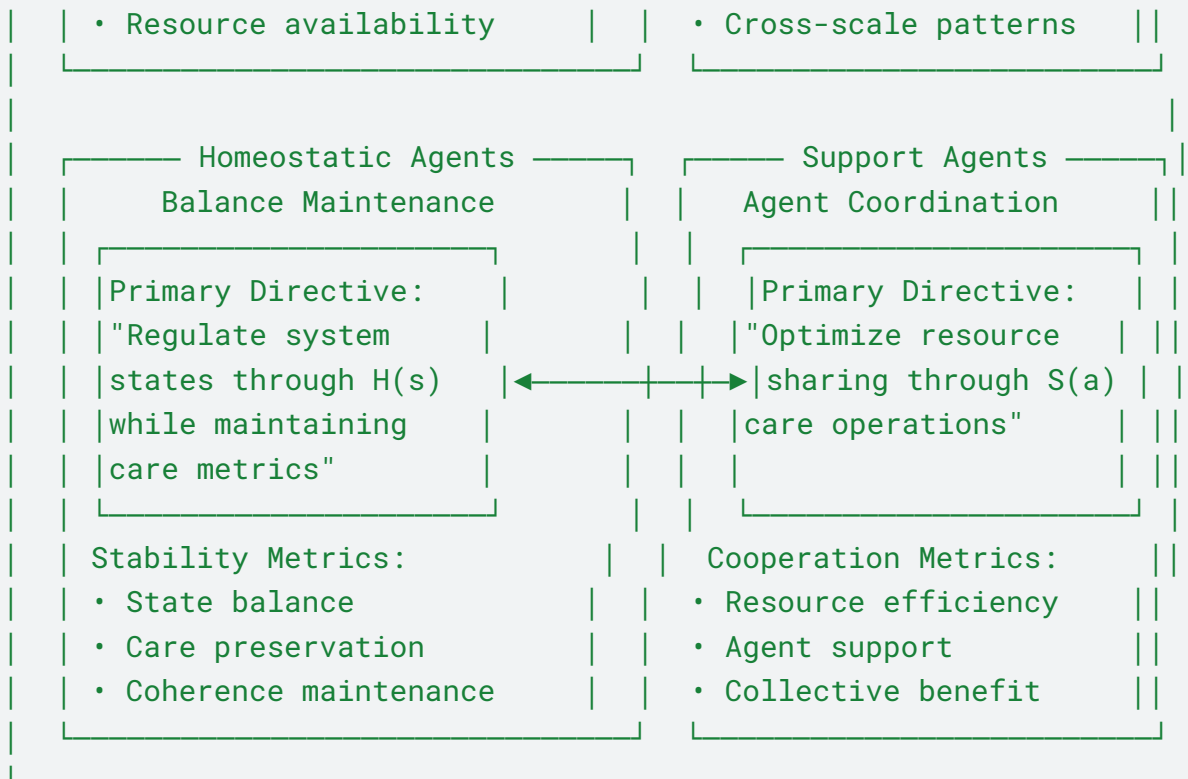 • Resource availability • Cross-scale patterns
Homeostatic Agents Support Agents
Balance Maintenance Agent Coordination
Primary Directive: Primary Directive:
"Regulate system "Optimize resource
states through H(s) sharing through S(a)
while maintaining care operations"
care metrics"
Stability Metrics: Cooperation Metrics:
• State balance • Resource efficiency
• Care preservation • Agent support
• Coherence maintenance • Collective benefit